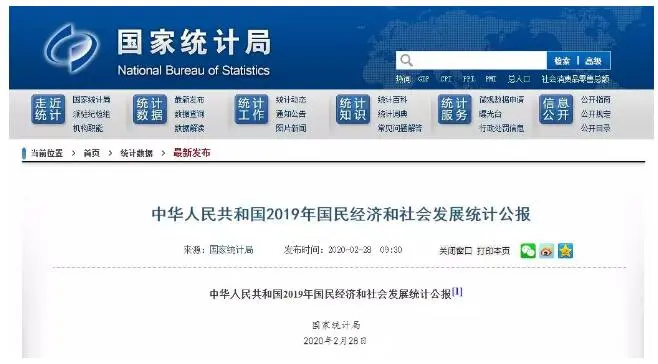 国家统计局
National Bureau of Statistics
检索 高级
热词: GDP CPI PPI PMI 总人口 社会消费品零售总额
走近统计 国家统计局 派驻纪检组 机构职能
统计数据 最新发布 数据查询 数据解读
统计工作 统计动态 通知公告 图片新闻
统计知识 统计百科 统计词典 常见问题解答
统计服务 微观数据申请 曝光台 行政处罚信息
信息公开 公开指南 公开规定 公开目录
当前位置 > 首页 > 统计数据 > 最新发布
中华人民共和国2019年国民经济和社会发展统计公报
来源:国家统计局 发布时间:2020-02-28 09:30 关闭窗口 打印本页
中华人民共和国2019年国民经济和社会发展统计公报[1]
国家统计局
2020年2月28日